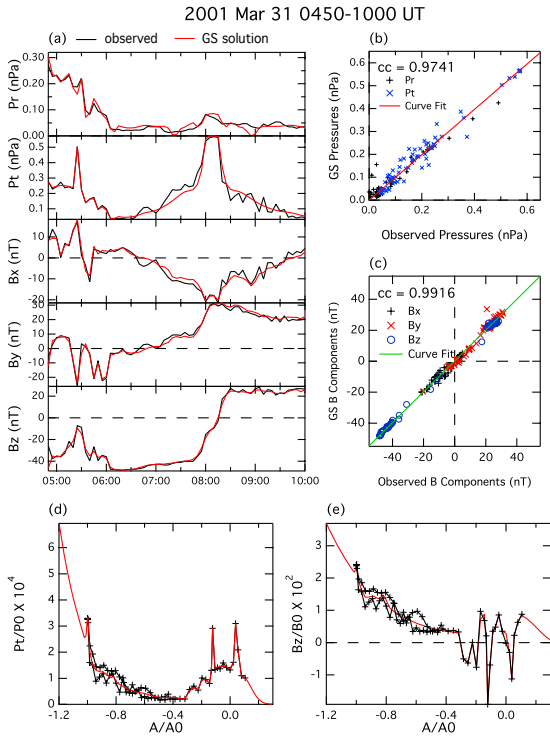 2001 Mar 31 0450-1000 UT
(a)
observed
GS solution
Pr (nPa)
0.30
0.20
0.10
0.00
Pt (nPa)
0.5
0.4
0.3
0.2
0.1
Bx (nT)
10
0
-10
-20
By (nT)
30
20
10
0
-10
-20
Bz (nT)
20
0
-20
-40
05:00 06:00 07:00 08:00 09:00 10:00
(b)
cc = 0.9741
Pr
Pt
Curve Fit
GS Pressures (nPa)
0.6
0.5
0.4
0.3
0.2
0.1
0.0
0.0 0.2 0.4 0.6
Observed Pressures (nPa)
(c)
cc = 0.9916
Bx
By
Bz
Curve Fit
GS B Components (nT)
40
20
0
-20
-40
-40 -20 0 20 40
Observed B Components (nT)
(d)
Pt/P0 X 10^4
6
5
4
3
2
1
0
-1.2 -0.8 -0.4 0.0
A/A0
(e)
Bz/B0 X 10^2
3
2
1
0
-1
-1.2 -0.8 -0.4 0.0
A/A0